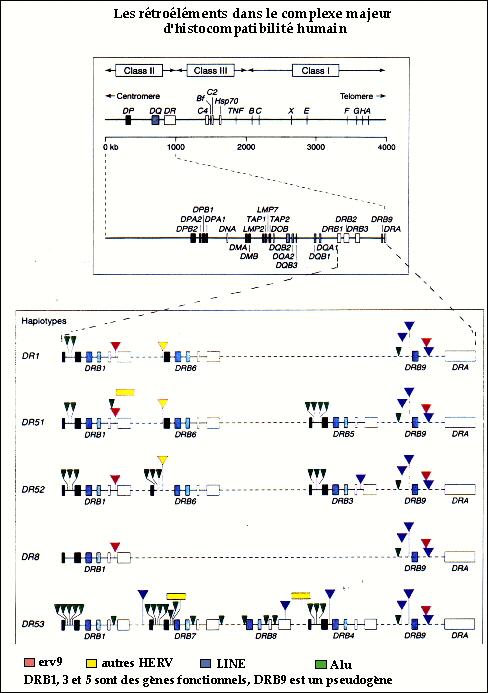 Les rétroéléments dans le complexe majeur
d'histocompatibilité humain
Class II Class III Class I
Centromere Telomere
C2
Bf Hsp70
DP DQ DR C4 TNF B C X E F G H A
0 kb 1000 2000 3000 4000
DPB1 LMP7
DPA2 DPA1 TAP1 TAP2 DRB2 DRB9
DPB2 DNA LMP2 DOB DRB1 DRB3 DRA
DMA DQB2 DQA1
DMB DQA2 DQB1
DQB3
Haplotypes
DR1
DRB1 DRB6 DRB9 DRA
DR51
DRB1 DRB6 DRB5 DRB9 DRA
DR52
DRB1 DRB6 DRB3 DRB9 DRA
DR8
DRB1 DRB9 DRA
DR53
DRB1 DRB7 DRB8 DRB4 DRB9 DRA
erv9 autres HERV LINE Alu
DRB1, 3 et 5 sont des gènes fonctionnels, DRB9 est un pseudogène